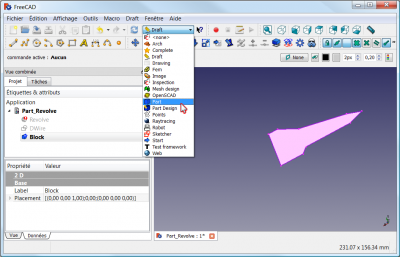 FreeCAD
Fichier Édition Affichage Outils Macro Draft Fenêtre Aide
Draft
commande active : Aucun
None
2px
0,20
<none>
Arch
Complete
Draft
Drawing
Fem
Image
Inspection
Mesh design
OpenSCAD
Part
Part Design
Points
Raytracing
Robot
Sketcher
Start
Test framework
Web
Vue combinée
Projet Tâches
Étiquettes & attributs
Application
Part_Revolve
Revolve
DWire
Block
Propriété Valeur
2 D
Base
Label Block
Placement [(0,00 0,00 1,00);0,00;(0,00 0,00 0,00)]
Vue Données
Part_Revolve : 1*
231.07 x 156.34 mm